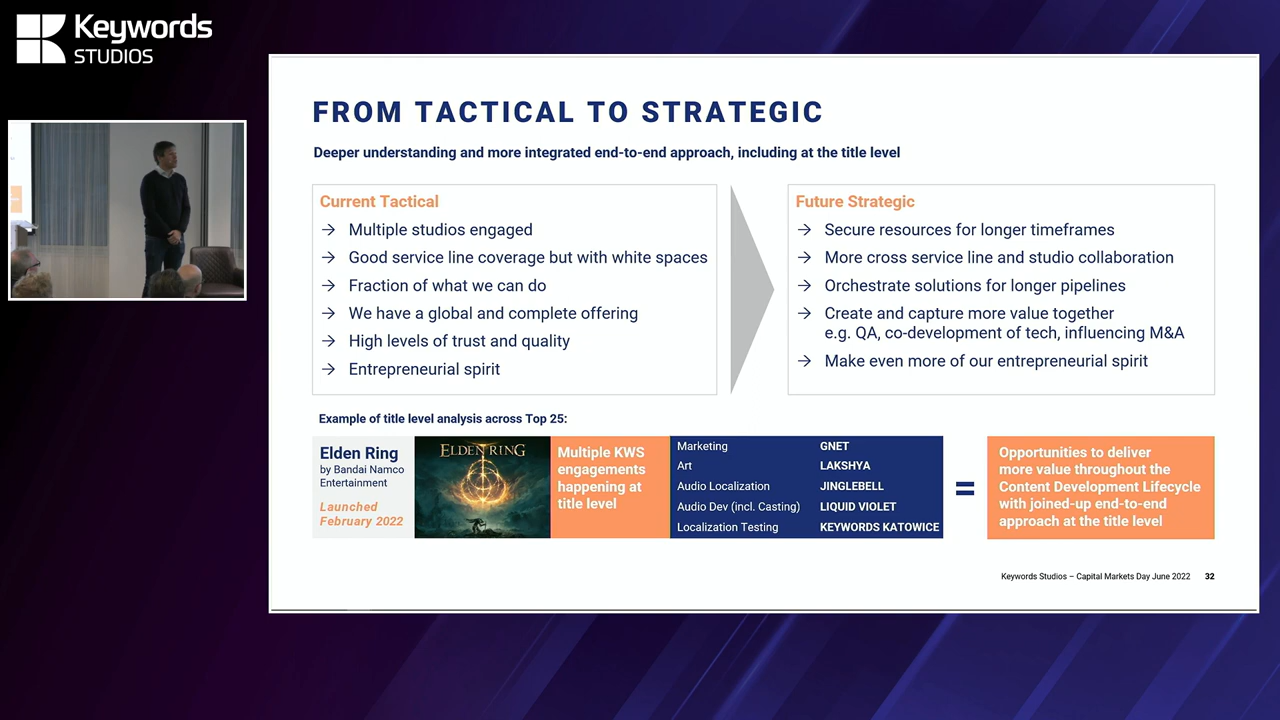 Keywords
STUDIOS
FROM TACTICAL TO STRATEGIC
Deeper understanding and more integrated end-to-end approach, including at the title level
Current Tactical
→ Multiple studios engaged
→ Good service line coverage but with white spaces
→ Fraction of what we can do
→ We have a global and complete offering
→ High levels of trust and quality
→ Entrepreneurial spirit
Future Strategic
→ Secure resources for longer timeframes
→ More cross service line and studio collaboration
→ Orchestrate solutions for longer pipelines
→ Create and capture more value together
e.g. QA, co-development of tech, influencing M&A
→ Make even more of our entrepreneurial spirit
Example of title level analysis across Top 25:
Elden Ring
by Bandai Namco
Entertainment
Launched
February 2022
ELDEN RING
Multiple KWS
engagements
happening at
title level
Marketing GNET
Art LAKSHYA
Audio Localization JINGLEBELL
Audio Dev (incl. Casting) LIQUID VIOLET
Localization Testing KEYWORDS KATOWICE
=
Opportunities to deliver
more value throughout the
Content Development Lifecycle
with joined-up end-to-end
approach at the title level
Keywords Studios – Capital Markets Day June 2022 32